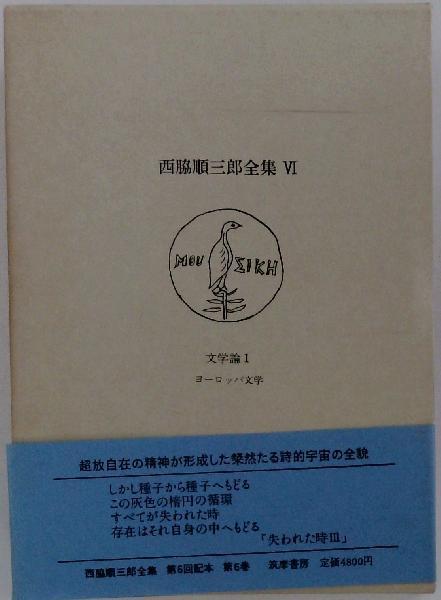 西脇順三郎全集 Ⅵ
ΜΟΥ ΣΙΚΗ
文学論 1
ヨーロッパ文学
超放自在の精神が形成した燦然たる詩的宇宙の全貌
しかし種子から種子へもどる
この灰色の楕円の循環
すべてが失われた時
存在はそれ自身の中へもどる
「失われた時Ⅲ」
西脇順三郎全集 第6回配本 第6巻 筑摩書房 定価4800円